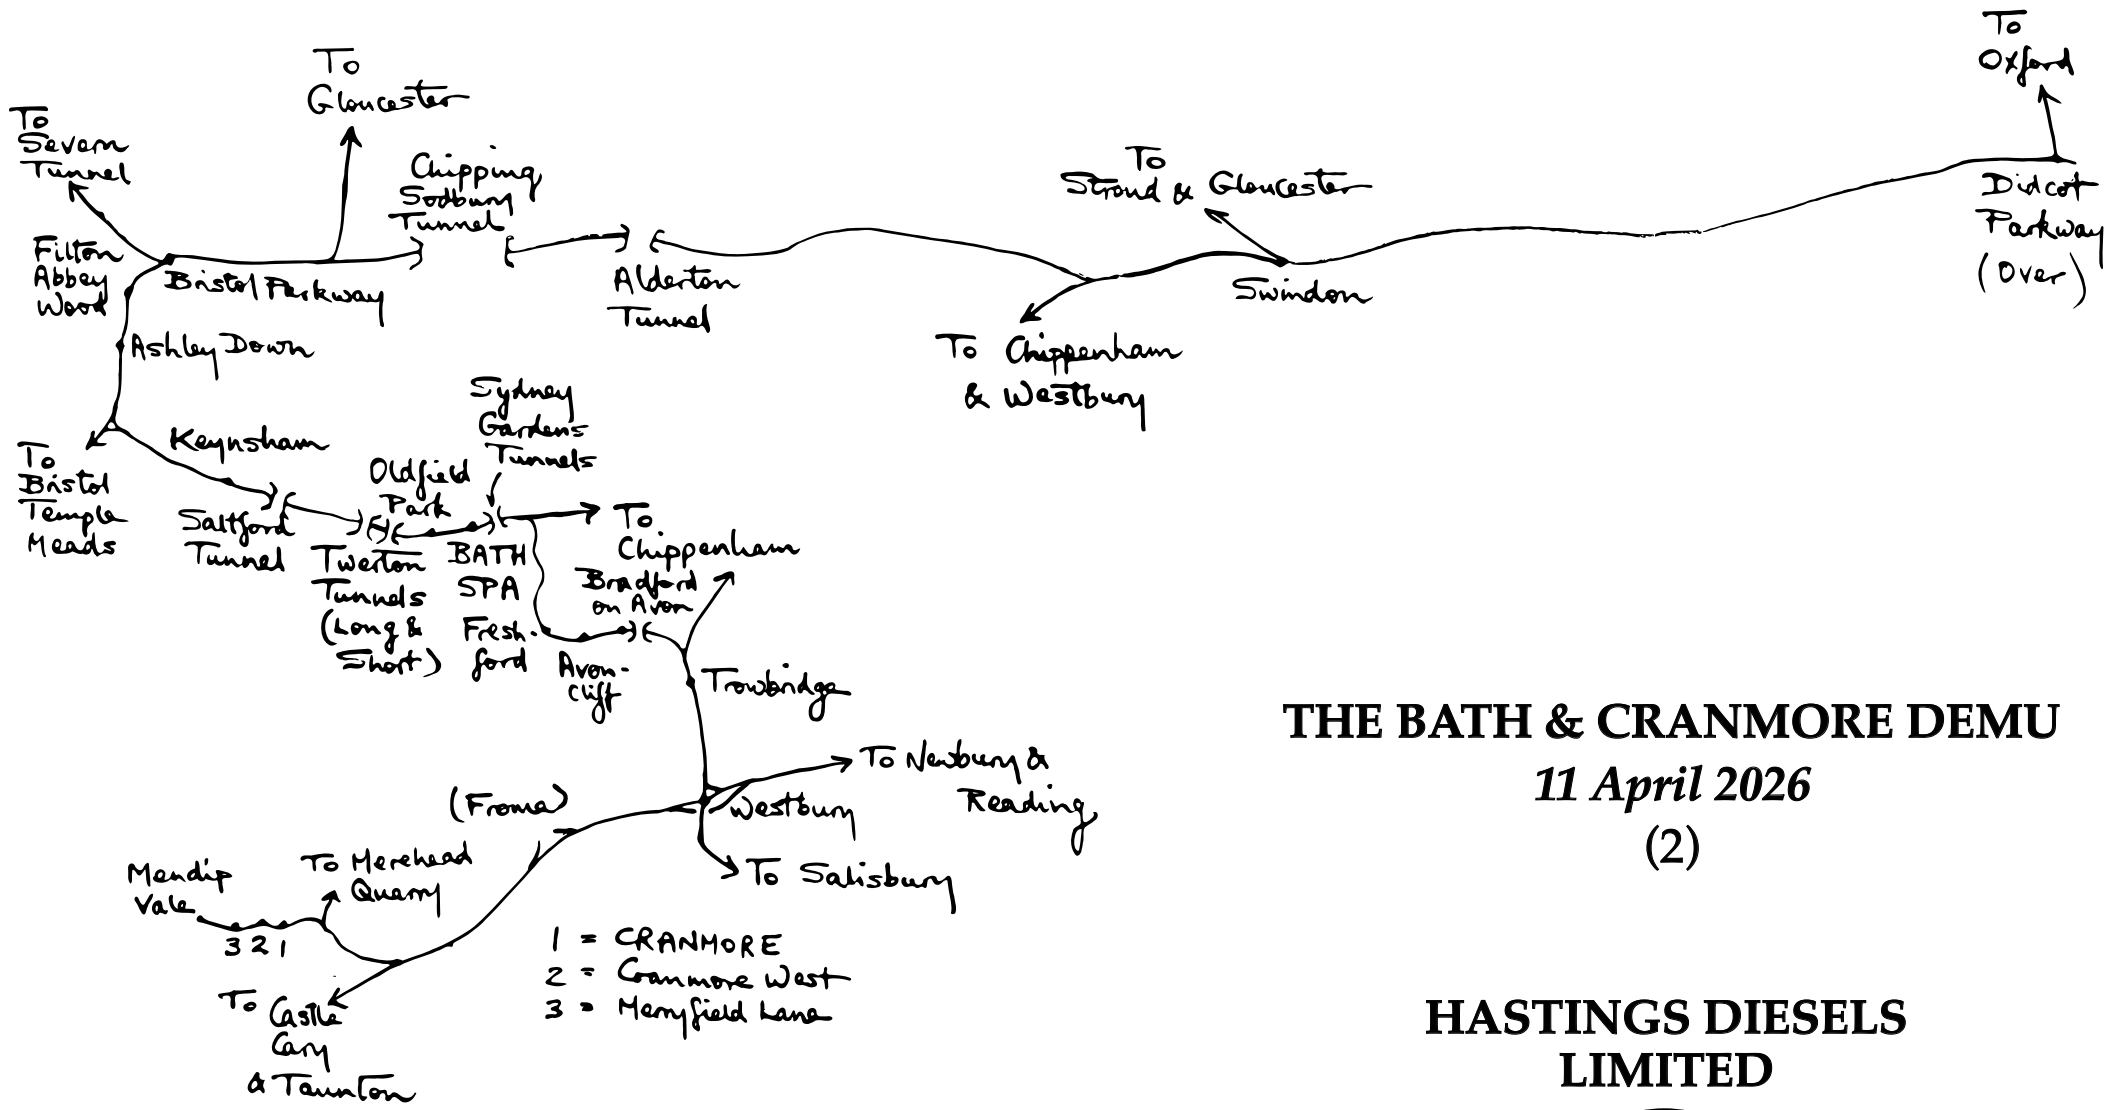 To
Oxford
To
Gloucester
To
Severn
Tunnel
Chipping
Sodbury
Tunnel
To
Stroud & Gloucester
Didcot
Parkway
(Over)
Filton
Abbey
Wood
Bristol Parkway
Alderton
Tunnel
Swindon
Ashley Down
To Chippenham
& Westbury
Sydney
Gardens
Tunnels
Keynsham
To
Bristol
Temple
Meads
Oldfield
Park
Saltford
Tunnel
Twerton
Tunnels
(Long &
Short)
BATH
SPA
To
Chippenham
Bradford
on Avon
Fresh-
ford
Avon-
cliff
Trowbridge
To Newbury &
Reading
(Frome)
Westbury
To Salisbury
To Merehead
Quarry
Mendip
Vale
3 2 1
1 = CRANMORE
2 = Cranmore West
3 = Merryfield Lane
To Castle
Cary
& Taunton
THE BATH & CRANMORE DEMU
11 April 2026
(2)
HASTINGS DIESELS
LIMITED